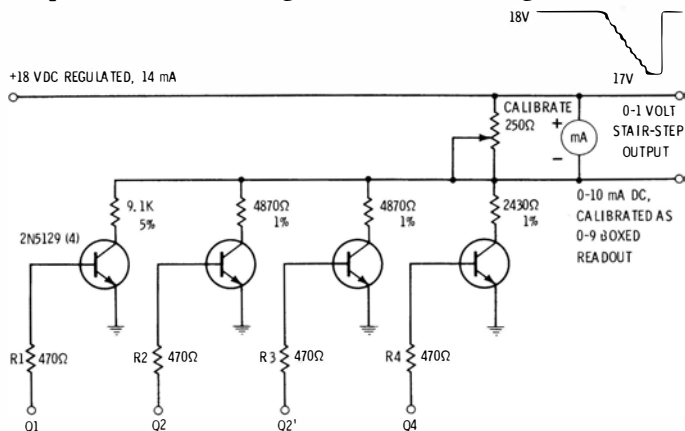 18V
17V
+18 VDC REGULATED, 14 mA
CALIBRATE
250Ω
+
mA
−
0-1 VOLT
STAIR-STEP
OUTPUT
9.1K
5%
4870Ω
1%
4870Ω
1%
2430Ω
1%
0-10 mA DC,
CALIBRATED AS
0-9 BOXED
READOUT
2N5129 (4)
R1 470Ω
R2 470Ω
R3 470Ω
R4 470Ω
Q1
Q2
Q2'
Q4